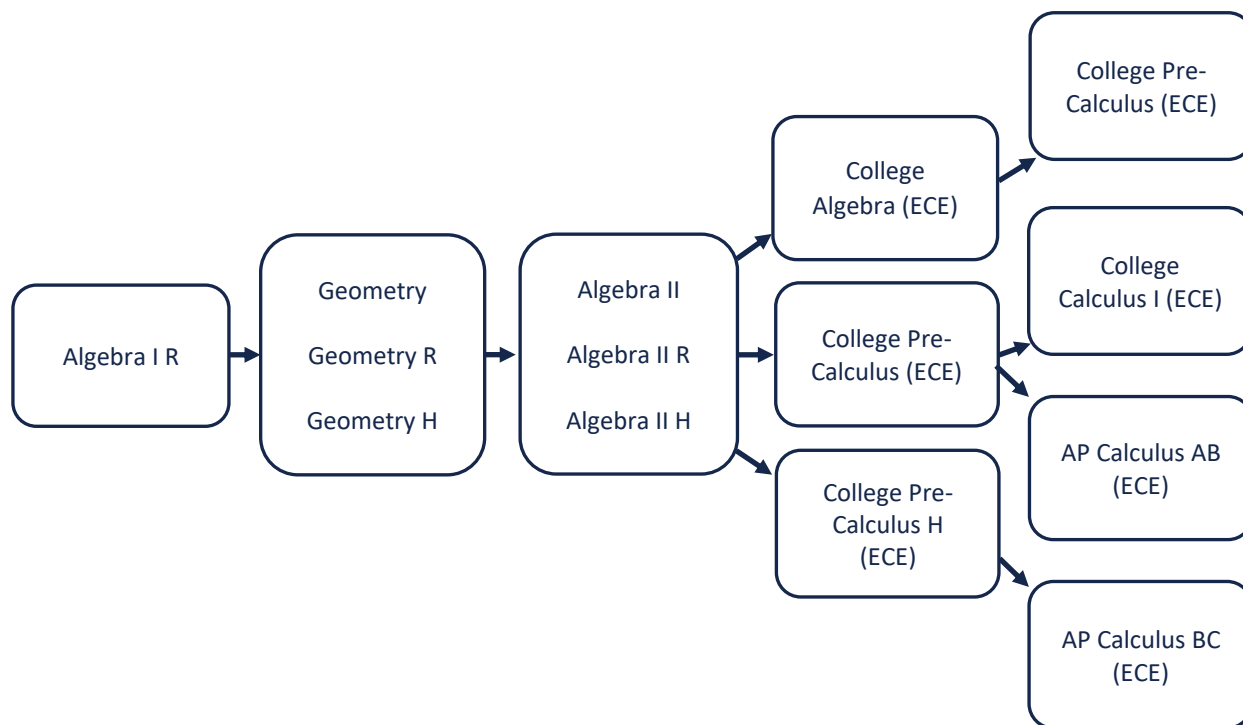 Algebra I R
Geometry
Geometry R
Geometry H
Algebra II
Algebra II R
Algebra II H
College
Algebra (ECE)
College Pre-
Calculus (ECE)
College Pre-
Calculus H
(ECE)
College Pre-
Calculus (ECE)
College
Calculus I (ECE)
AP Calculus AB
(ECE)
AP Calculus BC
(ECE)